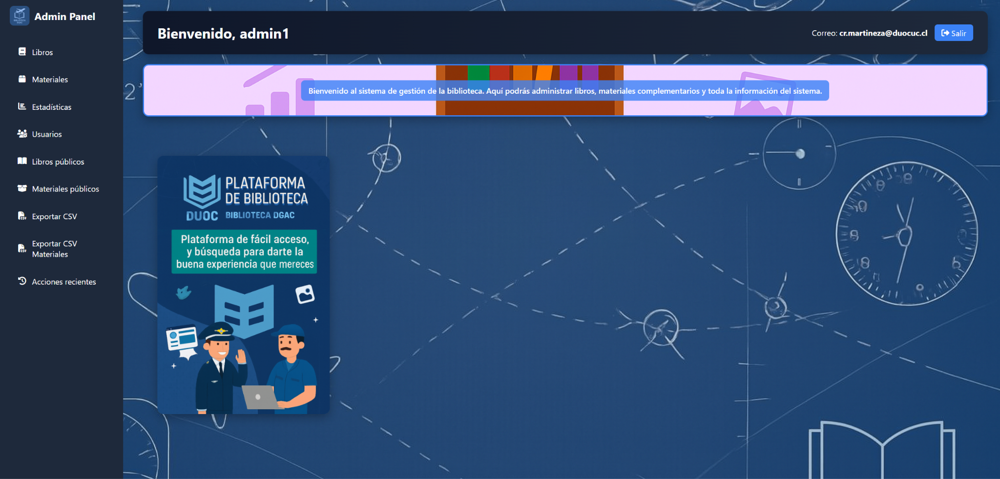 Admin Panel
Libros
Materiales
Estadísticas
Usuarios
Libros públicos
Materiales públicos
Exportar CSV
Exportar CSV
Materiales
Acciones recientes
Bienvenido, admin1
Correo: cr.martineza@duocuc.cl
Salir
Bienvenido al sistema de gestión de la biblioteca. Aquí podrás administrar libros, materiales complementarios y toda la información del sistema.
PLATAFORMA
DE BIBLIOTECA
DUOC BIBLIOTECA DGAC
Plataforma de fácil acceso,
y búsqueda para darte la
buena experiencia que mereces